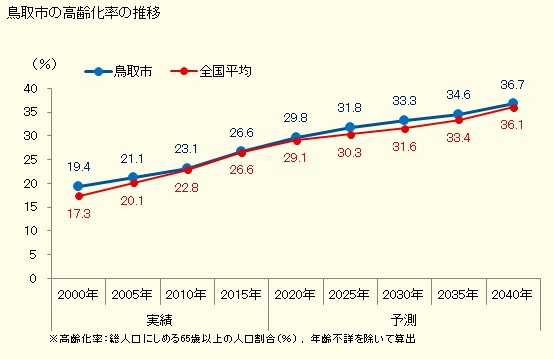 鳥取市の高齢化率の推移
(%)
鳥取市 全国平均
40
35
30
25
20
15
10
5
0
19.4 21.1 23.1 26.6 29.8 31.8 33.3 34.6 36.7
17.3 20.1 22.8 26.6 29.1 30.3 31.6 33.4 36.1
2000年 2005年 2010年 2015年 2020年 2025年 2030年 2035年 2040年
実績 予測
※高齢化率:総人口にしめる65歳以上の人口割合(%)，年齢不詳を除いて算出